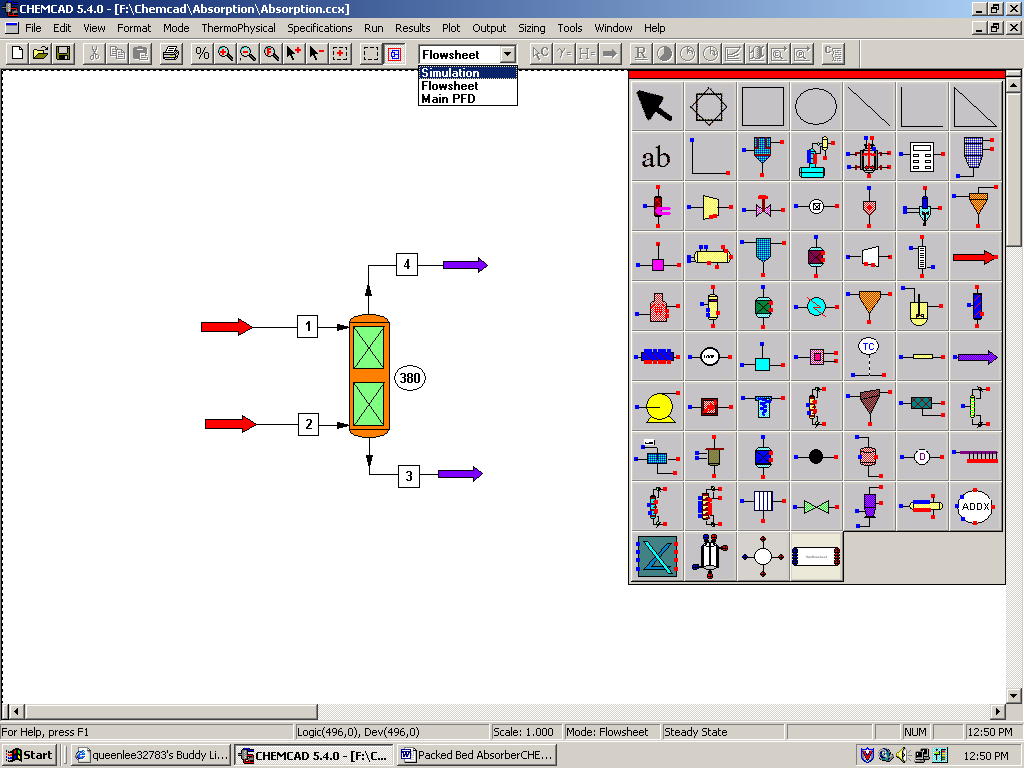 CHEMCAD 5.4.0 - [F:\Chemcad\Absorption\Absorption.ccx]
File Edit View Format Mode ThermoPhysical Specifications Run Results Plot Output Sizing Tools Window Help
% Flowsheet C γ= H= R
Simulation
Flowsheet
Main PFD
ab
4
1
380
2
3
TC
D
ADDX
For Help, press F1 Logic(496,0), Dev(496,0) Scale: 1.000 Mode: Flowsheet Steady State NUM 12:50 PM
Start queenlee32783's Buddy Li... CHEMCAD 5.4.0 - [F:\C... Packed Bed AbsorberCHE... 12:50 PM